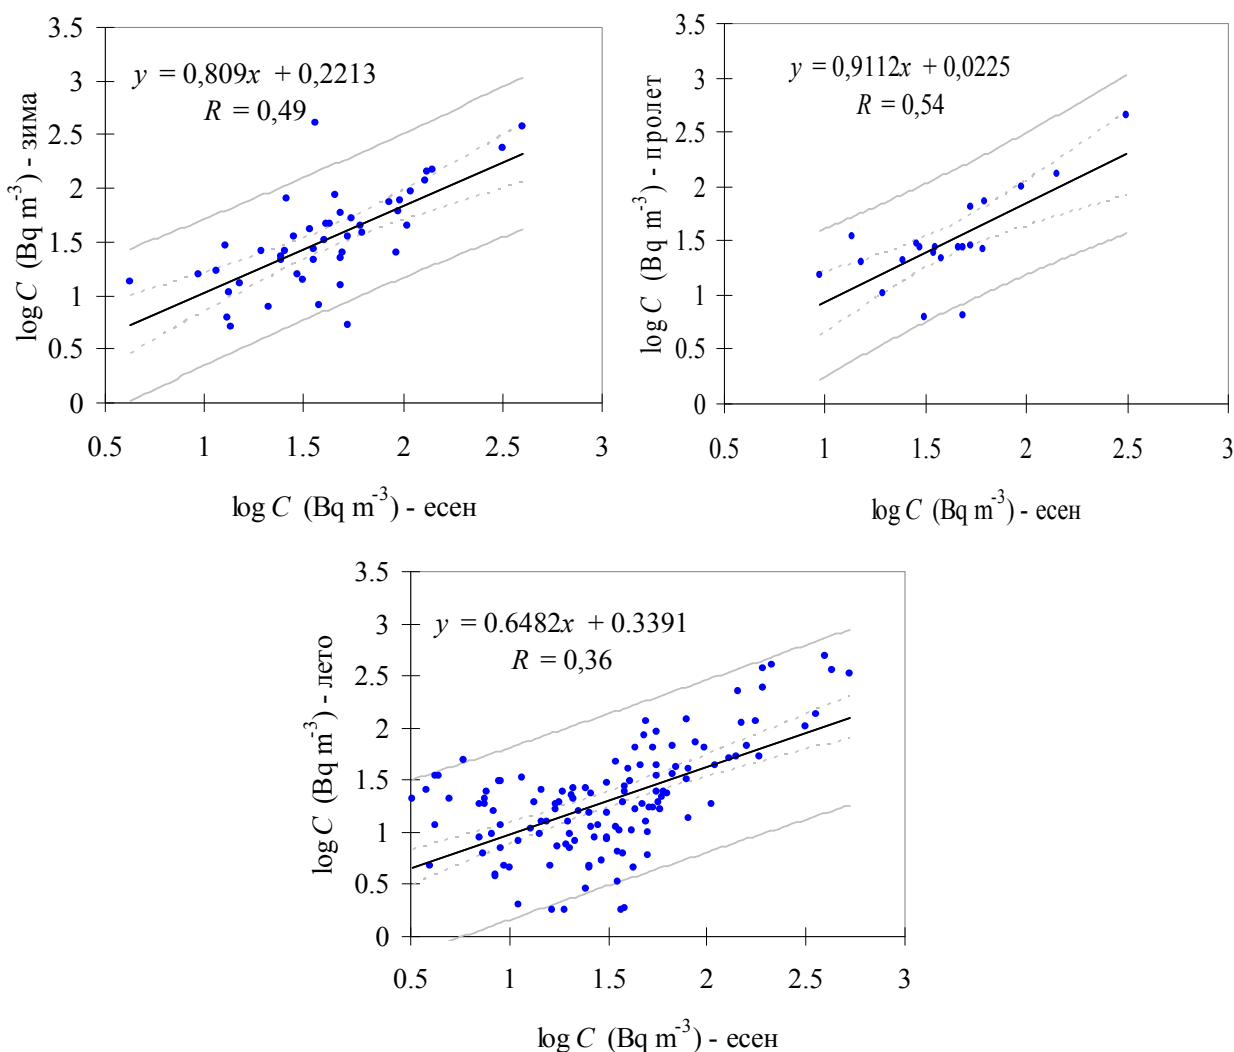 3.5
3
2.5
2
1.5
1
0.5
0
y = 0,809x + 0,2213
R = 0,49
log C (Bq m-3) - зима
0.5 1 1.5 2 2.5 3
log C (Bq m-3) - есен
3.5
3
2.5
2
1.5
1
0.5
0
y = 0,9112x + 0,0225
R = 0,54
log C (Bq m-3) - пролет
0.5 1 1.5 2 2.5 3
log C (Bq m-3) - есен
3.5
3
2.5
2
1.5
1
0.5
0
y = 0.6482x + 0.3391
R = 0,36
log C (Bq m-3) - лето
0.5 1 1.5 2 2.5 3
log C (Bq m-3) - есен